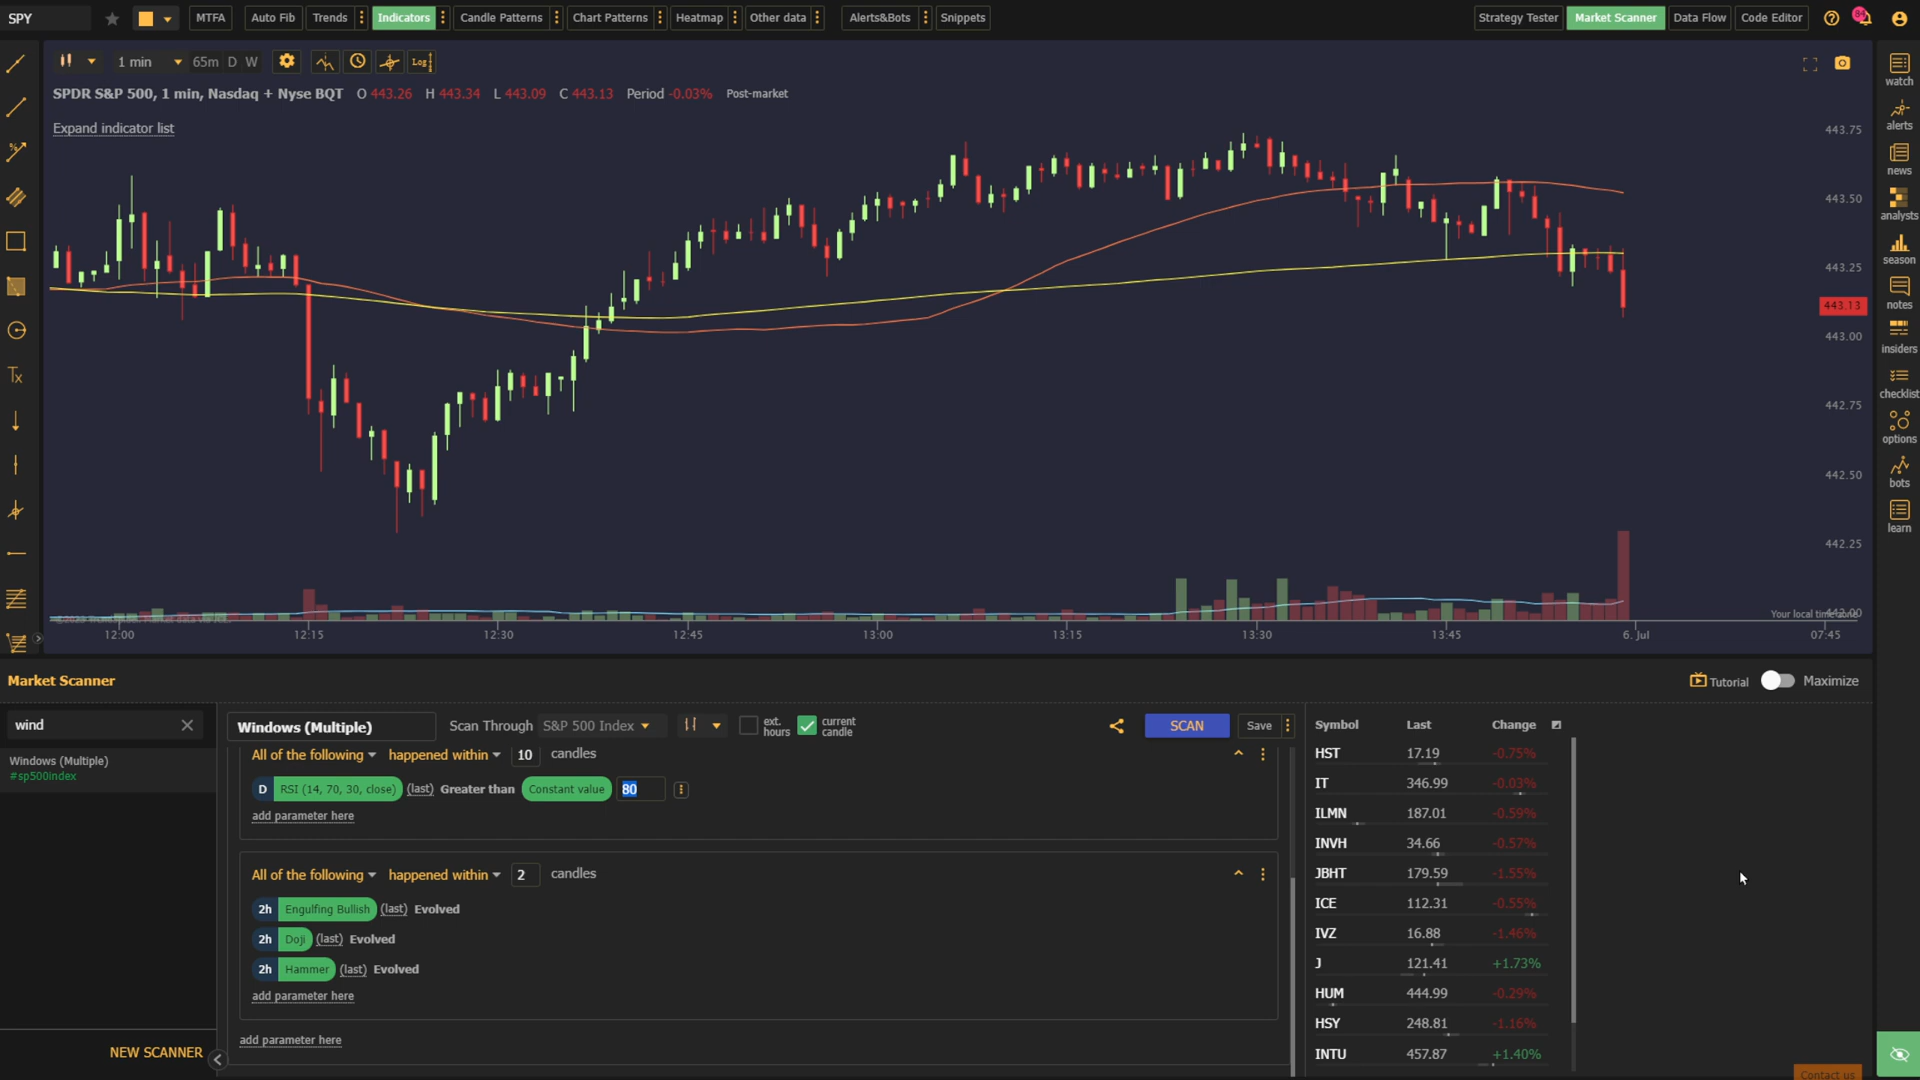 SPY MTFA Auto Fib Trends Indicators Candle Patterns Chart Patterns Heatmap Other data Alerts&Bots Snippets Strategy Tester Market Scanner Data Flow Code Editor
1 min 65m D W Log
SPDR S&P 500, 1 min, Nasdaq + Nyse BQT O 443.26 H 443.34 L 443.09 C 443.13 Period -0.03% Post-market
Expand indicator list
443.75
443.50
443.25
443.13
443.00
442.75
442.50
442.25
442.00
Your local timezone
12:00 12:15 12:30 12:45 13:00 13:15 13:30 13:45 6. Jul 07:45
watch
alerts
news
analysts
season
notes
insiders
checklist
options
bots
learn
Market Scanner
Tutorial Maximize
wind
Windows (Multiple)
#sp500index
NEW SCANNER
Windows (Multiple) Scan Through S&P 500 Index ext. hours current candle SCAN Save
All of the following happened within 10 candles
D RSI (14, 70, 30, close) (last) Greater than Constant value 80
add parameter here
All of the following happened within 2 candles
2h Engulfing Bullish (last) Evolved
2h Doji (last) Evolved
2h Hammer (last) Evolved
add parameter here
add parameter here
Symbol Last Change
HST 17.19 -0.75%
IT 346.99 -0.03%
ILMN 187.01 -0.59%
INVH 34.66 -0.57%
JBHT 179.59 -1.55%
ICE 112.31 -0.55%
IVZ 16.88 -1.46%
J 121.41 +1.73%
HUM 444.99 -0.29%
HSY 248.81 -1.16%
INTU 457.87 +1.40%
Contact us